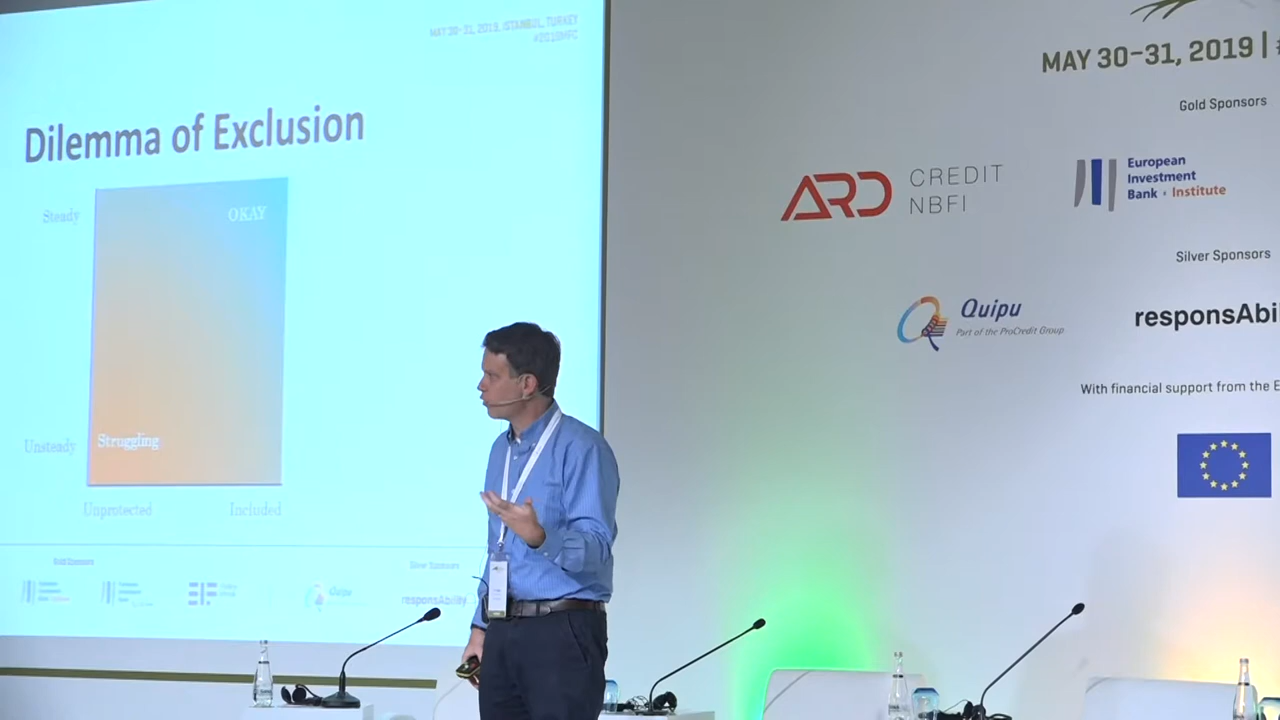 MAY 30-31, 2019, ISTANBUL, TURKEY
#2019MFC
Dilemma of Exclusion
Steady
OKAY
Unsteady
Struggling
Unprotected
Included
Gold Sponsors
Silver Sponsors
Quipu
responsAbility
MAY 30-31, 2019 | #
Gold Sponsors
ARD CREDIT NBFI
European
Investment
Bank • Institute
Silver Sponsors
Quipu
Part of the ProCredit Group
responsAbi
With financial support from the E